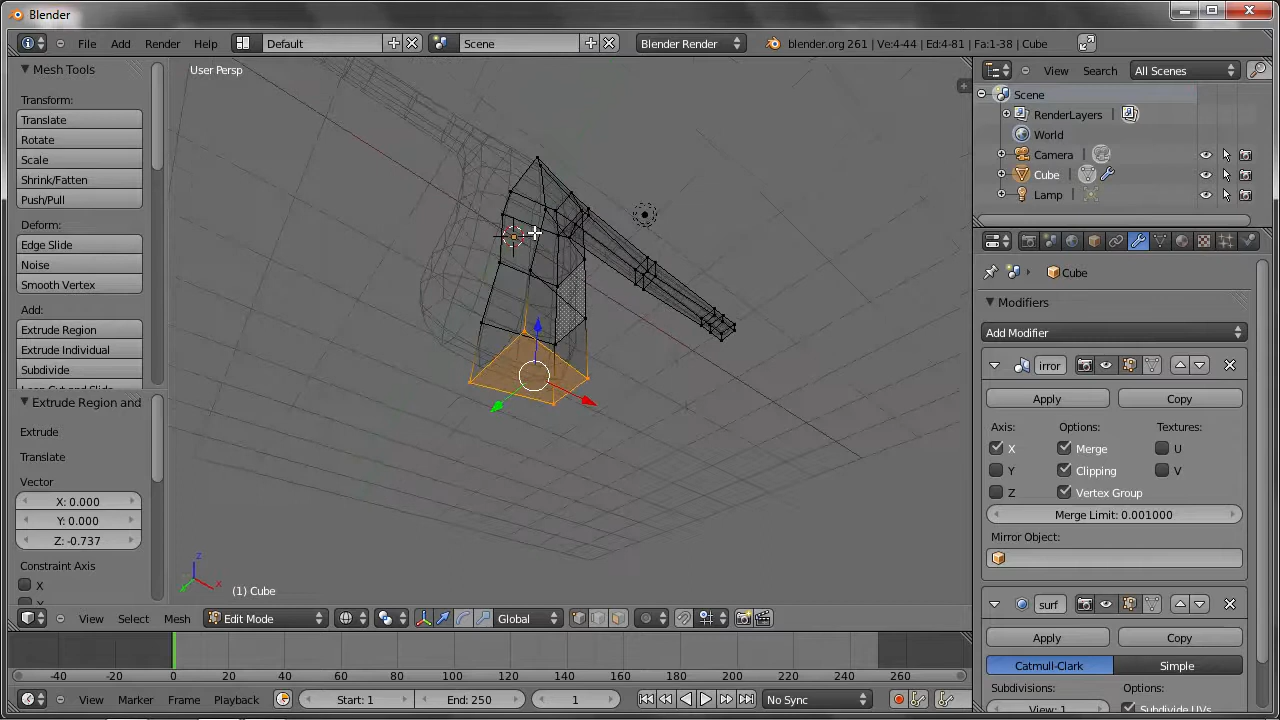 Blender
File Add Render Help Default Scene Blender Render blender.org 261 | Ve:4-44 | Ed:4-81 | Fa:1-38 | Cube
Mesh Tools
Transform:
Translate
Rotate
Scale
Shrink/Fatten
Push/Pull
Deform:
Edge Slide
Noise
Smooth Vertex
Add:
Extrude Region
Extrude Individual
Subdivide
Extrude Region and
Extrude
Translate
Vector
X: 0.000
Y: 0.000
Z: -0.737
Constraint Axis
X
User Persp
z
x
y
(1) Cube
View Select Mesh Edit Mode Global
-40 -20 0 20 40 60 80 100 120 140 160 180 200 220 240 260
View Marker Frame Playback Start: 1 End: 250 1 No Sync
View Search All Scenes
Scene
RenderLayers
World
Camera
Cube
Lamp
Cube
Modifiers
Add Modifier
irror
Apply Copy
Axis: Options: Textures:
X Merge U
Y Clipping V
Z Vertex Group
Merge Limit: 0.001000
Mirror Object:
surf
Apply Copy
Catmull-Clark Simple
Subdivisions: Options:
View: 1 Subdivide UVs